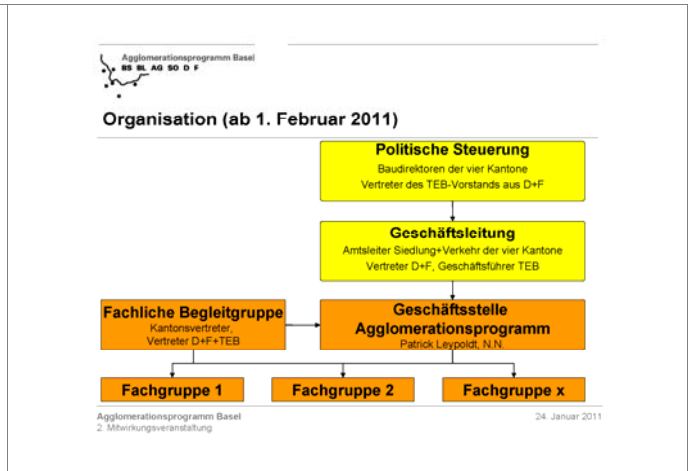 Agglomerationsprogramm Basel
BS BL AG SO D F
Organisation (ab 1. Februar 2011)
Politische Steuerung
Baudirektoren der vier Kantone
Vertreter des TEB-Vorstands aus D+F
Geschäftsleitung
Amtsleiter Siedlung+Verkehr der vier Kantone
Vertreter D+F, Geschäftsführer TEB
Fachliche Begleitgruppe
Kantonsvertreter,
Vertreter D+F+TEB
Geschäftsstelle
Agglomerationsprogramm
Patrick Leypoldt, N.N.
Fachgruppe 1
Fachgruppe 2
Fachgruppe x
Agglomerationsprogramm Basel
2. Mitwirkungsveranstaltung
24. Januar 2011